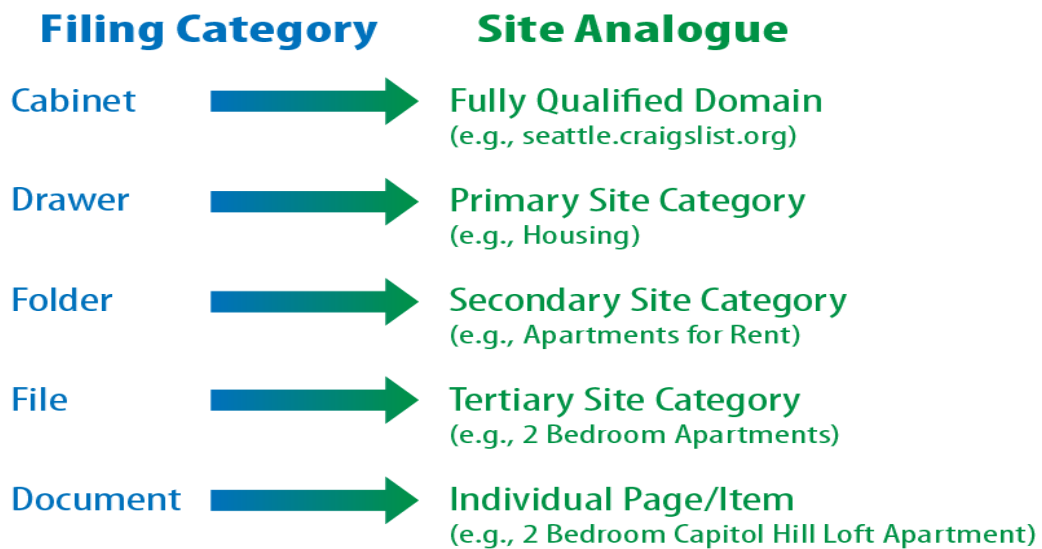 Filing Category Site Analogue
Cabinet Fully Qualified Domain
(e.g., seattle.craigslist.org)
Drawer Primary Site Category
(e.g., Housing)
Folder Secondary Site Category
(e.g., Apartments for Rent)
File Tertiary Site Category
(e.g., 2 Bedroom Apartments)
Document Individual Page/Item
(e.g., 2 Bedroom Capitol Hill Loft Apartment)